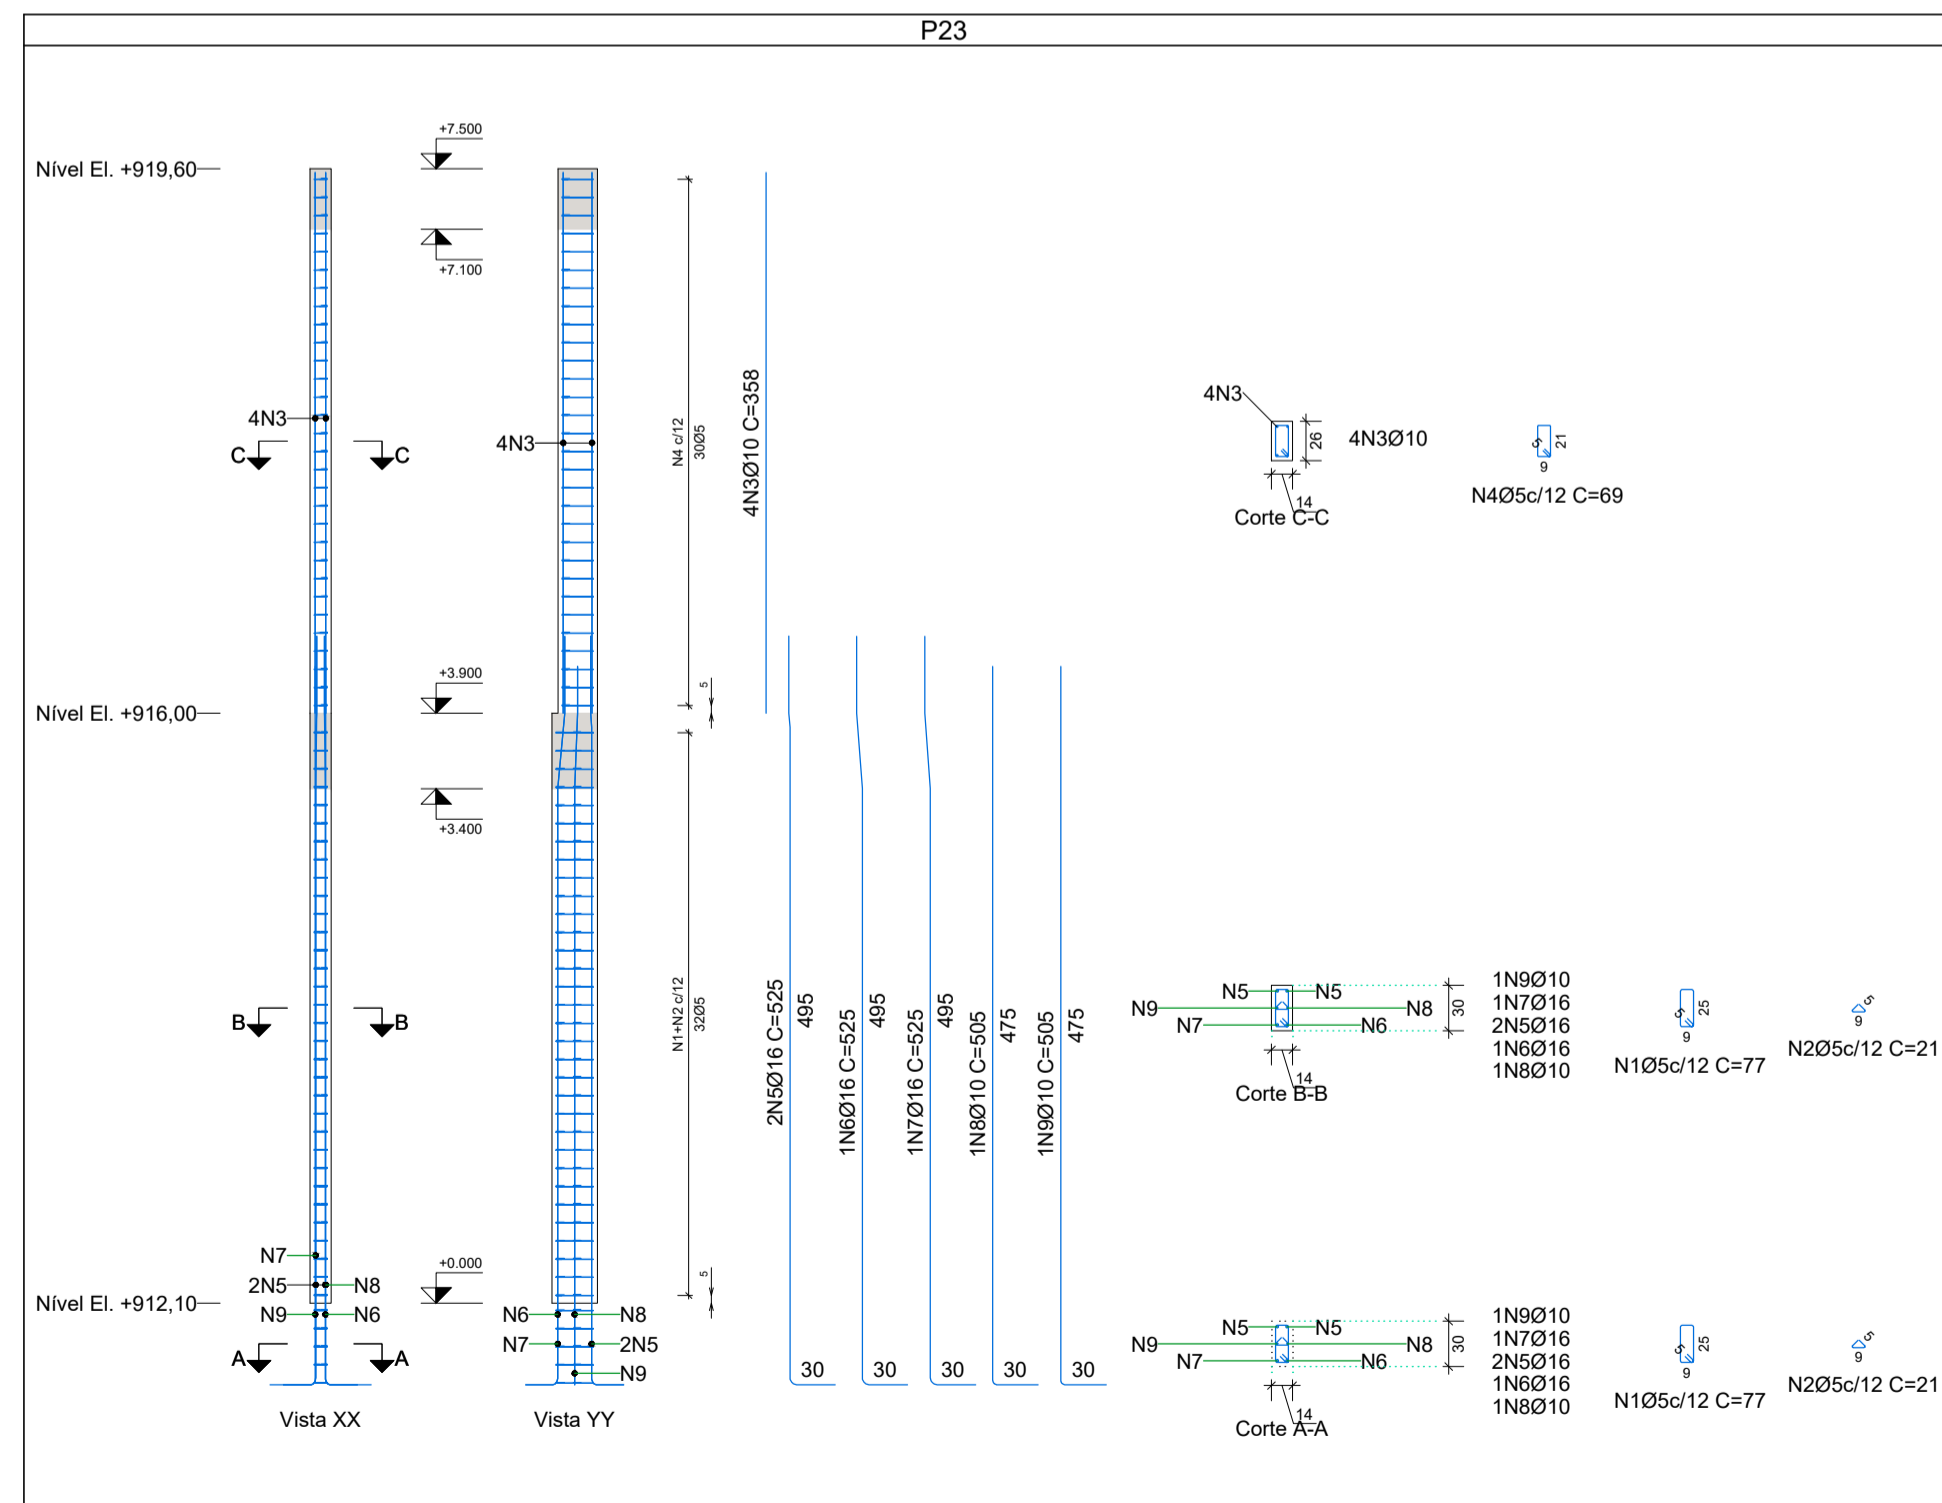 P23
Nível El. +919,60
+7.500
+7.100
4N3
C
C
4N3
N4 c/12
30Ø5
4N3Ø10 C=358
4N3
26
14
4N3Ø10
Corte C-C
5
21
9
N4Ø5c/12 C=69
Nível El. +916,00
+3.900
+3.400
5
B
B
N1+N2 c/12
32Ø5
2N5Ø16 C=525
495
1N6Ø16 C=525
495
1N7Ø16 C=525
495
1N8Ø10 C=505
475
1N9Ø10 C=505
475
N5
N5
N9
N8
N7
N6
30
14
Corte B-B
1N9Ø10
1N7Ø16
2N5Ø16
1N6Ø16
1N8Ø10
5
25
9
N1Ø5c/12 C=77
5
9
N2Ø5c/12 C=21
N7
2N5
N8
Nível El. +912,10
+0.000
5
N9
N6
N6
N8
N7
2N5
N9
A
A
30
30
30
30
30
Vista XX
Vista YY
N5
N5
N9
N8
N7
N6
30
14
Corte A-A
1N9Ø10
1N7Ø16
2N5Ø16
1N6Ø16
1N8Ø10
5
25
9
N1Ø5c/12 C=77
5
9
N2Ø5c/12 C=21